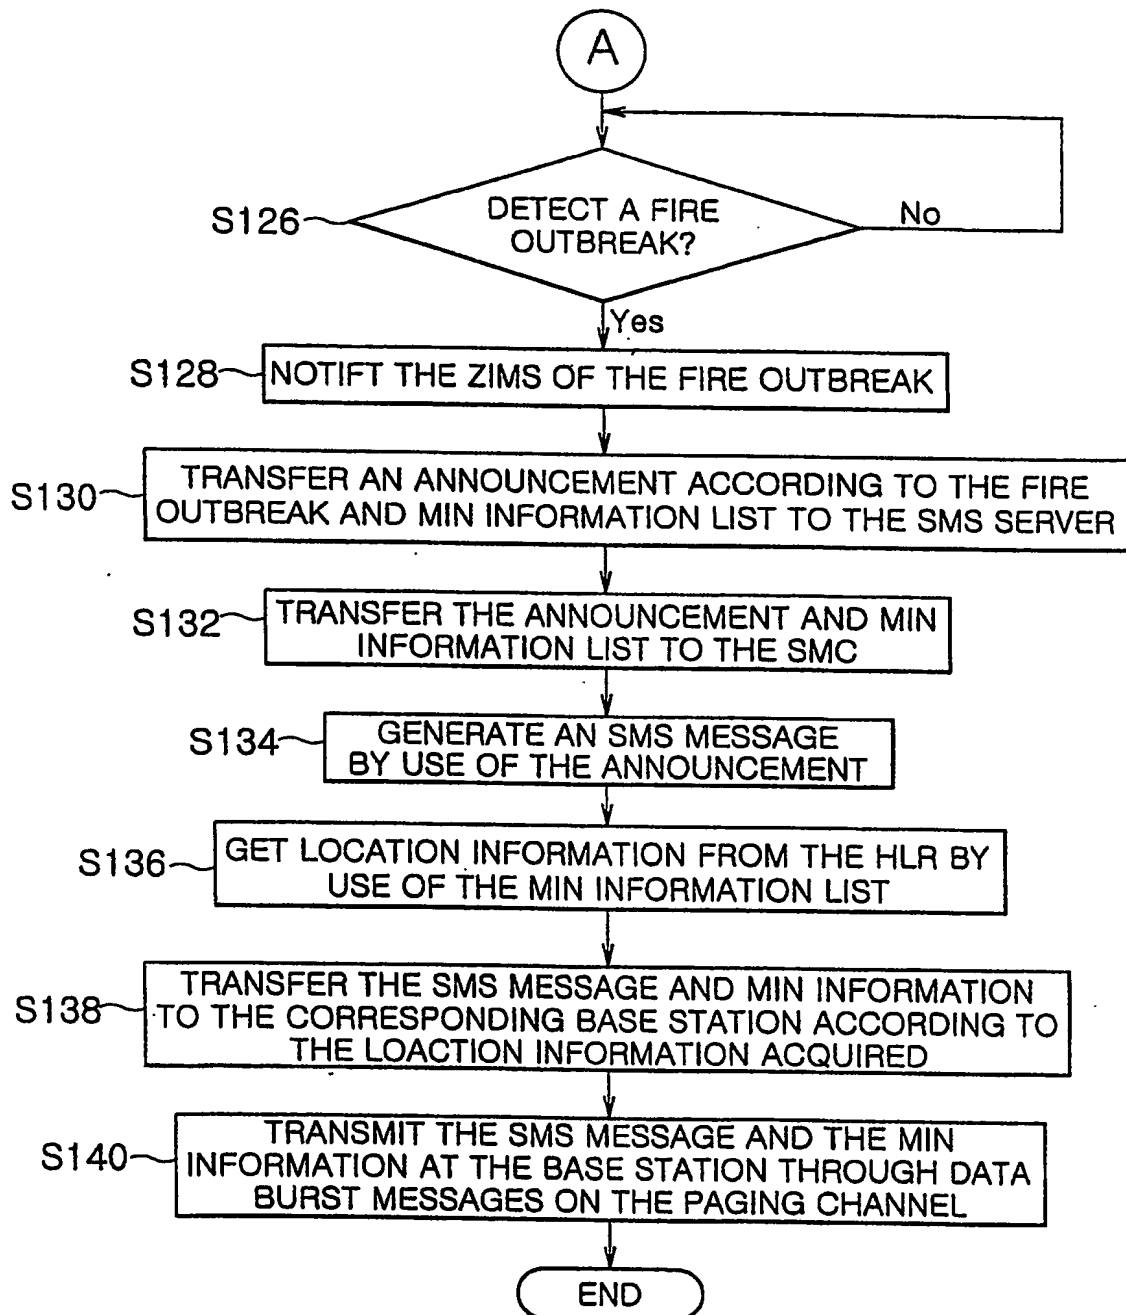 A
S126
DETECT A FIRE
OUTBREAK?
No
Yes
S128
NOTIFT THE ZIMS OF THE FIRE OUTBREAK
S130
TRANSFER AN ANNOUNCEMENT ACCORDING TO THE FIRE
OUTBREAK AND MIN INFORMATION LIST TO THE SMS SERVER
S132
TRANSFER THE ANNOUNCEMENT AND MIN
INFORMATION LIST TO THE SMC
S134
GENERATE AN SMS MESSAGE
BY USE OF THE ANNOUNCEMENT
S136
GET LOCATION INFORMATION FROM THE HLR BY
USE OF THE MIN INFORMATION LIST
S138
TRANSFER THE SMS MESSAGE AND MIN INFORMATION
TO THE CORRESPONDING BASE STATION ACCORDING TO
THE LOACTION INFORMATION ACQUIRED
S140
TRANSMIT THE SMS MESSAGE AND THE MIN
INFORMATION AT THE BASE STATION THROUGH DATA
BURST MESSAGES ON THE PAGING CHANNEL
END